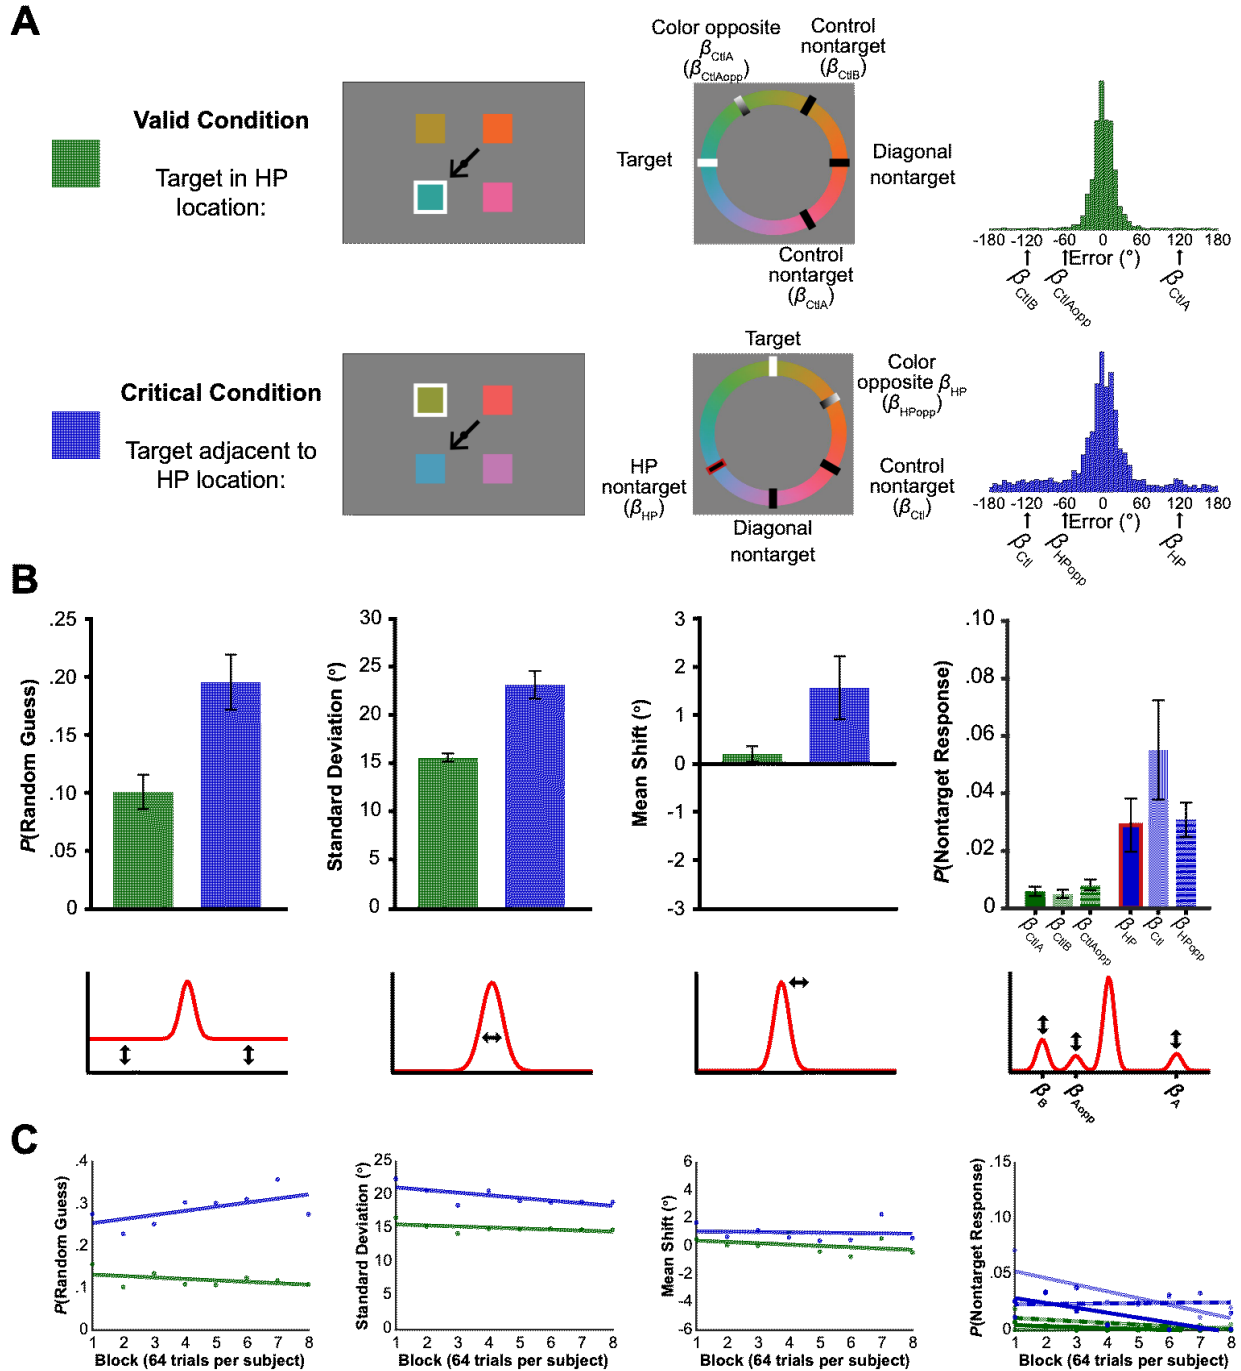 A
Valid Condition
Target in HP
location:
Color opposite
βCtlA
(βCtlAopp)
Control
nontarget
(βCtlB)
Target
Diagonal
nontarget
Control
nontarget
(βCtlA)
-180 -120 -60 0 60 120 180
Error (°)
βCtlB
βCtlAopp
βCtlA
Critical Condition
Target adjacent to
HP location:
Target
Color
opposite βHP
(βHPopp)
HP
nontarget
(βHP)
Control
nontarget
(βCtl)
Diagonal
nontarget
-180 -120 -60 0 60 120 180
Error (°)
βCtl
βHPopp
βHP
B
P(Random Guess)
.25
.20
.15
.10
.05
0
Standard Deviation (°)
30
25
20
15
10
5
0
Mean Shift (°)
3
2
1
0
-1
-2
-3
P(Nontarget Response)
.10
.08
.06
.04
.02
0
βCtlA
βCtlB
βCtlAopp
βHP
βCtl
βHPopp
βB
βAopp
βA
C
P(Random Guess)
.4
.3
.2
.1
0
1 2 3 4 5 6 7 8
Block (64 trials per subject)
Standard Deviation (°)
25
20
15
10
5
0
1 2 3 4 5 6 7 8
Block (64 trials per subject)
Mean Shift (°)
6
4
2
0
-2
-4
-6
1 2 3 4 5 6 7 8
Block (64 trials per subject)
P(Nontarget Response)
.15
.10
.05
0
1 2 3 4 5 6 7 8
Block (64 trials per subject)